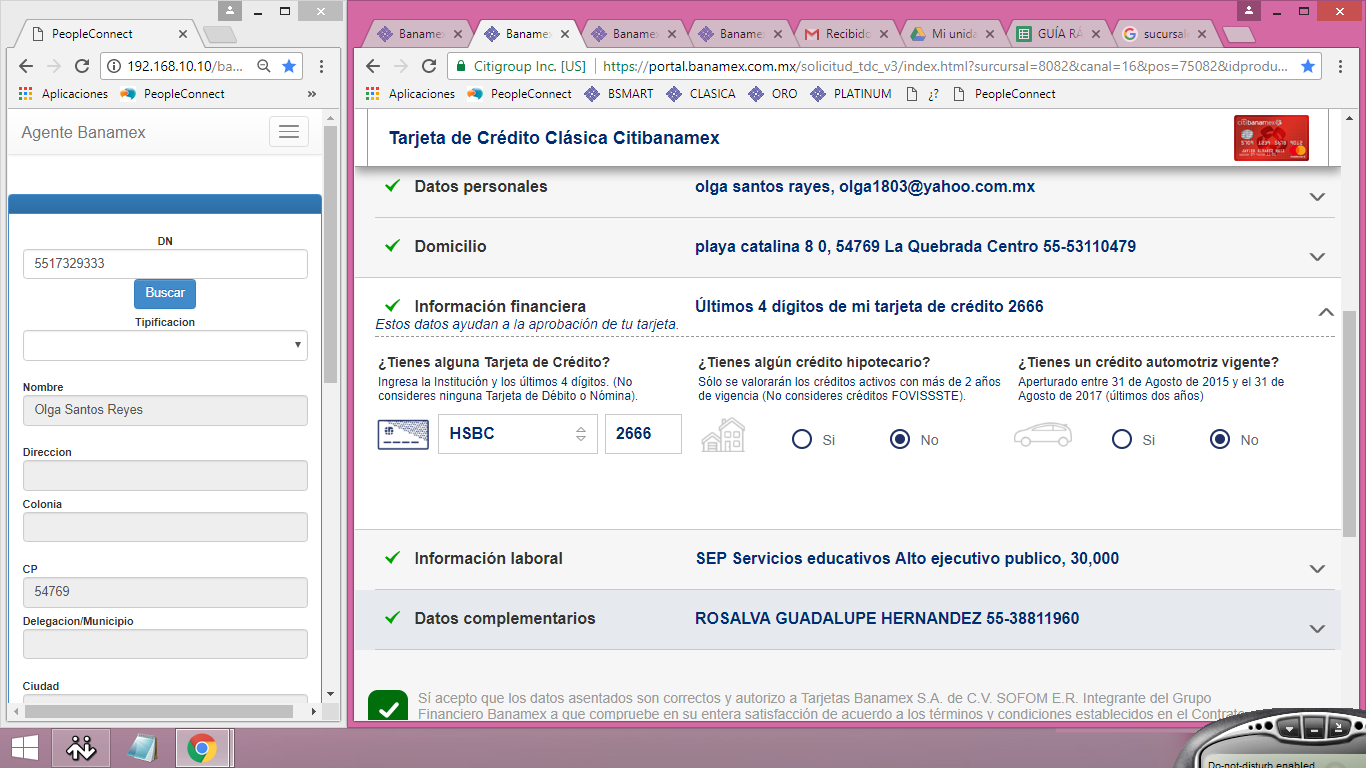 PeopleConnect
192.168.10.10/ba...
Aplicaciones
PeopleConnect
»
Agente Banamex
DN
5517329333
Buscar
Tipificacion
Nombre
Olga Santos Reyes
Direccion
Colonia
CP
54769
Delegacion/Municipio
Ciudad
Banamex
Banamex
Banamex
Banamex
Recibido
Mi unida
GUÍA RÁ
sucursale
Citigroup Inc. [US]
https://portal.banamex.com.mx/solicitud_tdc_v3/index.html?surcursal=8082&canal=16&pos=75082&idprodu...
Aplicaciones
PeopleConnect
BSMART
CLASICA
ORO
PLATINUM
¿?
PeopleConnect
Tarjeta de Crédito Clásica Citibanamex
citibanamex
Datos personales
olga santos rayes, olga1803@yahoo.com.mx
Domicilio
playa catalina 8 0, 54769 La Quebrada Centro 55-53110479
Información financiera
Últimos 4 dígitos de mi tarjeta de crédito 2666
Estos datos ayudan a la aprobación de tu tarjeta.
¿Tienes alguna Tarjeta de Crédito?
Ingresa la Institución y los últimos 4 dígitos. (No
consideres ninguna Tarjeta de Débito o Nómina).
HSBC
2666
¿Tienes algún crédito hipotecario?
Sólo se valorarán los créditos activos con más de 2 años
de vigencia (No consideres créditos FOVISSSTE).
Si
No
¿Tienes un crédito automotriz vigente?
Aperturado entre 31 de Agosto de 2015 y el 31 de
Agosto de 2017 (últimos dos años)
Si
No
Información laboral
SEP Servicios educativos Alto ejecutivo publico, 30,000
Datos complementarios
ROSALVA GUADALUPE HERNANDEZ 55-38811960
Sí acepto que los datos asentados son correctos y autorizo a Tarjetas Banamex S.A. de C.V. SOFOM E.R. Integrante del Grupo
Financiero Banamex a que compruebe en su entera satisfacción de acuerdo a los términos y condiciones establecidos en el Contrato
Do-not-disturb enabled